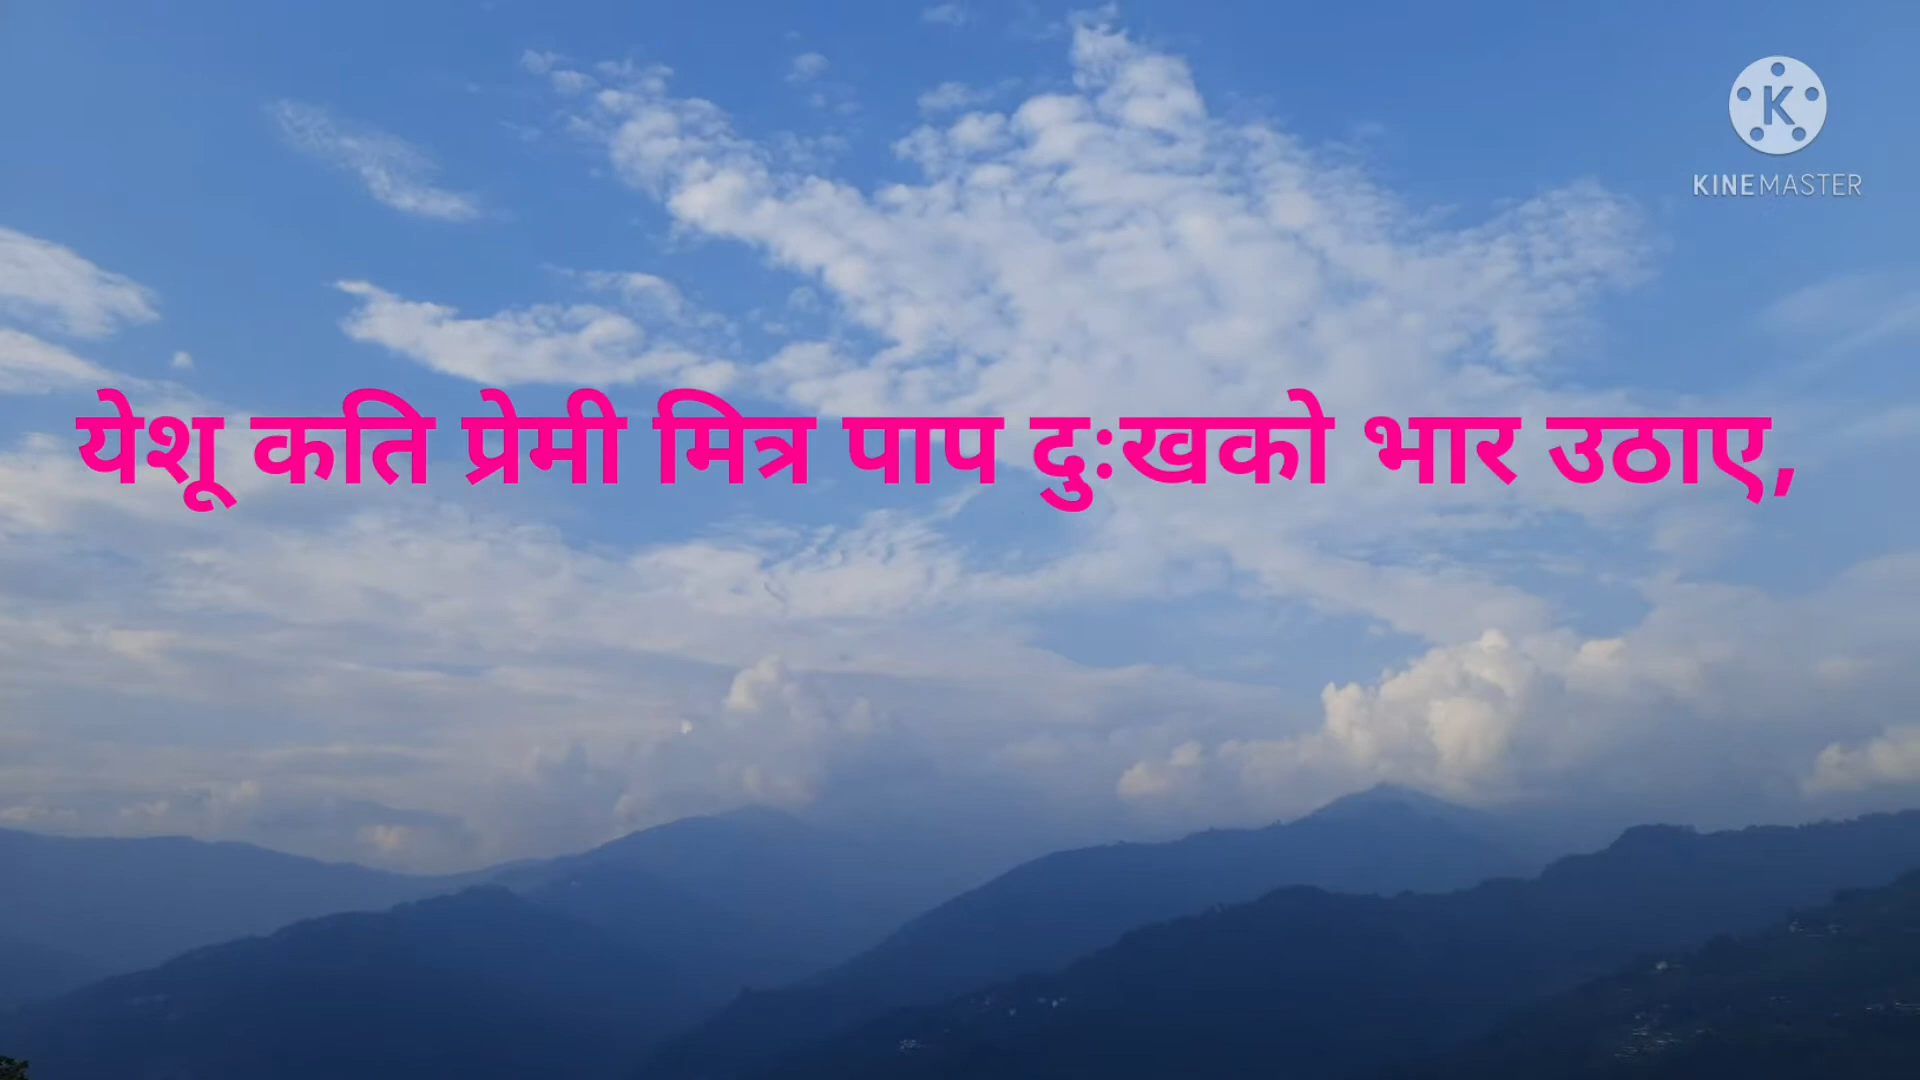 KINEMASTER
येशू कति प्रेमी मित्र पाप दुःखको भार उठाए,